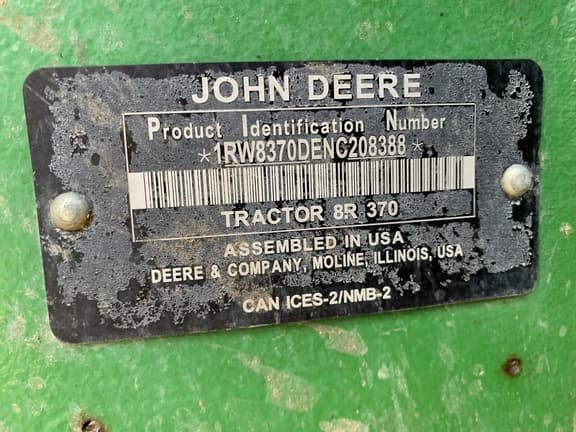 JOHN DEERE
Product Identification Number
*1RW8370DENC208388*
TRACTOR 8R 370
ASSEMBLED IN USA
DEERE & COMPANY, MOLINE, ILLINOIS, USA
CAN ICES-2/NMB-2